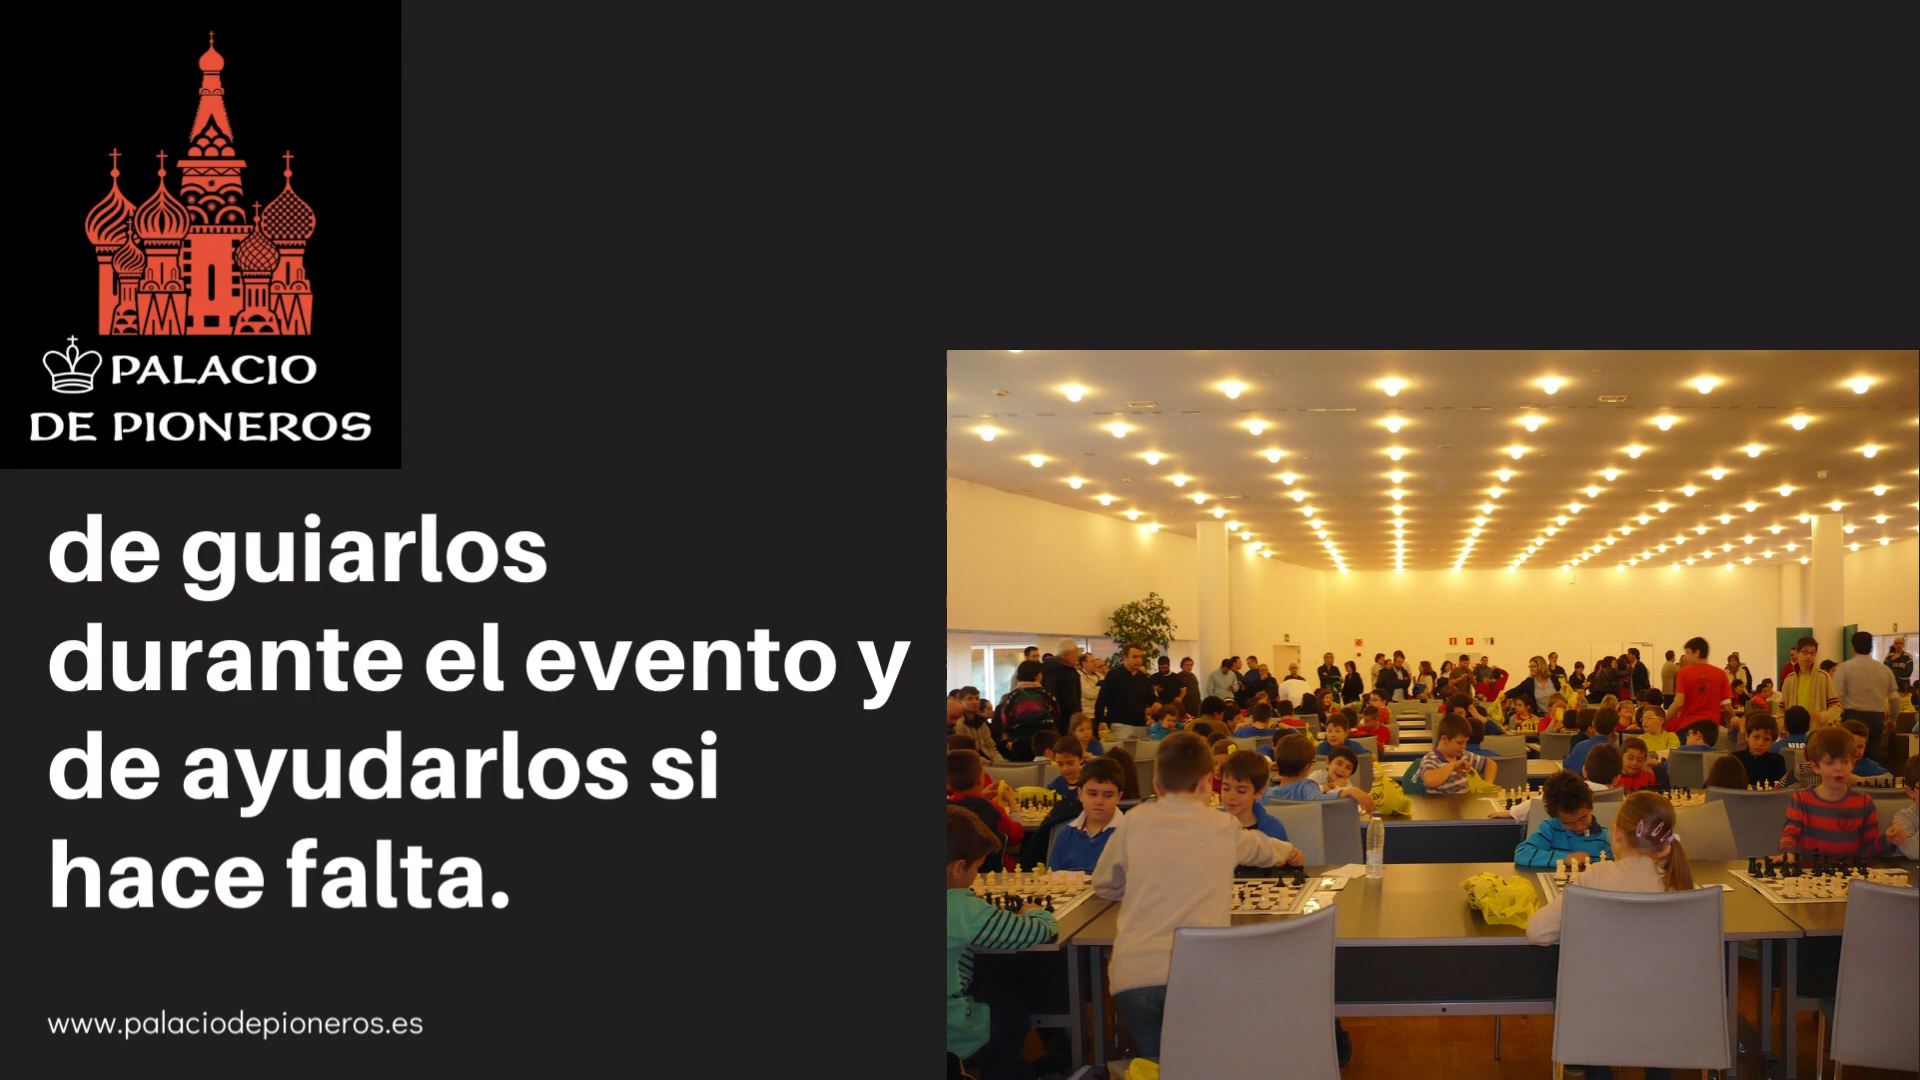 PALACIO
DE PIONEROS
de guiarlos
durante el evento y
de ayudarlos si
hace falta.
www.palaciodepioneros.es